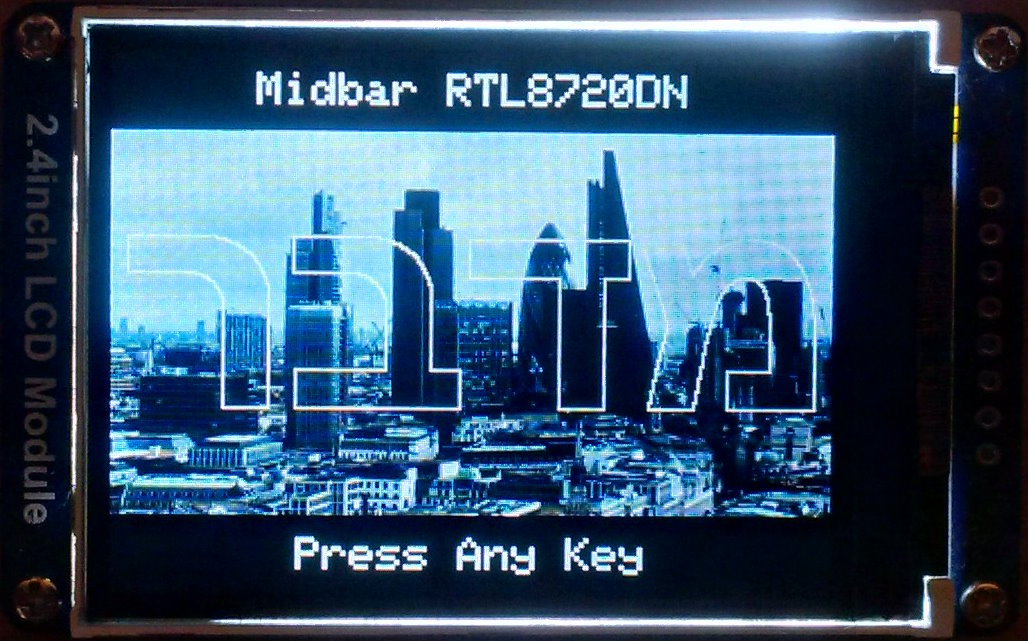 Midbar RTL8720DN
מדבר
Press Any Key
2.4inch LCD Module